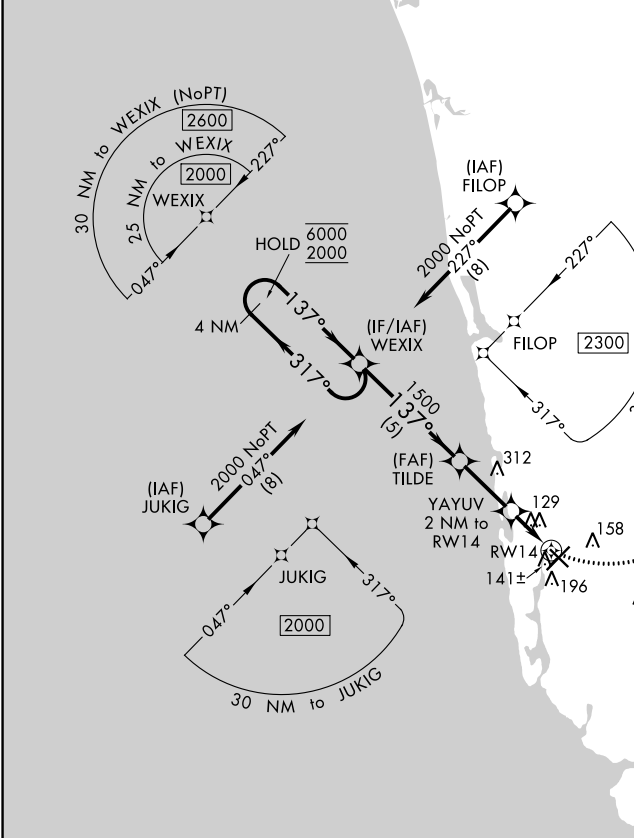 30 NM to WEXIX (NoPT)
2600
25 NM to WEXIX
2000
227°
WEXIX
047°
HOLD
6000
2000
4 NM
137°
317°
(IF/IAF)
WEXIX
(IAF)
FILOP
2000 NoPT
227°
(8)
227°
FILOP
2300
317°
1500
137°
(5)
(FAF)
TILDE
312
YAYUV
2 NM to
RW14
129
RW14
158
141±
196
2000 NoPT
047°
(8)
(IAF)
JUKIG
JUKIG
047°
317°
2000
30 NM to JUKIG